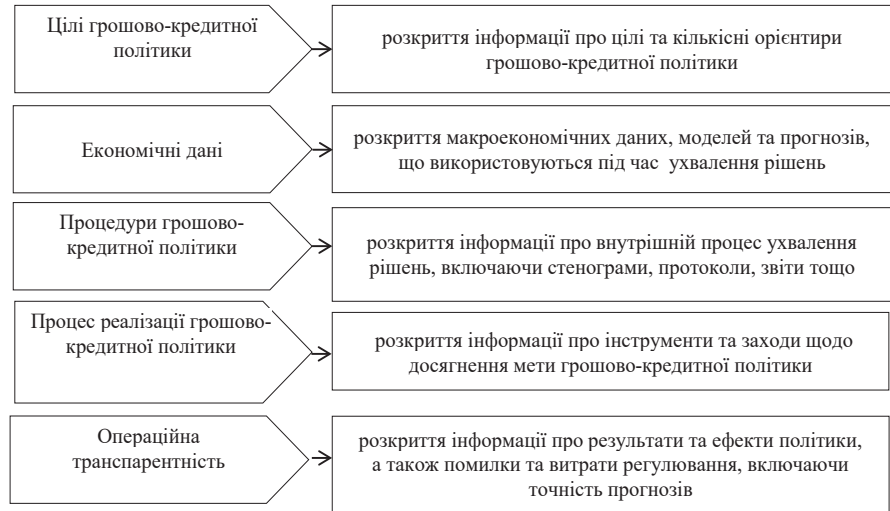 Цілі грошово-кредитної
політики
розкриття інформації про цілі та кількісні орієнтири
грошово-кредитної політики
Економічні дані
розкриття макроекономічних даних, моделей та прогнозів,
що використовуються під час ухвалення рішень
Процедури грошово-
кредитної політики
розкриття інформації про внутрішній процес ухвалення
рішень, включаючи стенограми, протоколи, звіти тощо
Процес реалізації грошово-
кредитної політики
розкриття інформації про інструменти та заходи щодо
досягнення мети грошово-кредитної політики
Операційна
транспарентність
розкриття інформації про результати та ефекти політики,
а також помилки та витрати регулювання, включаючи
точність прогнозів